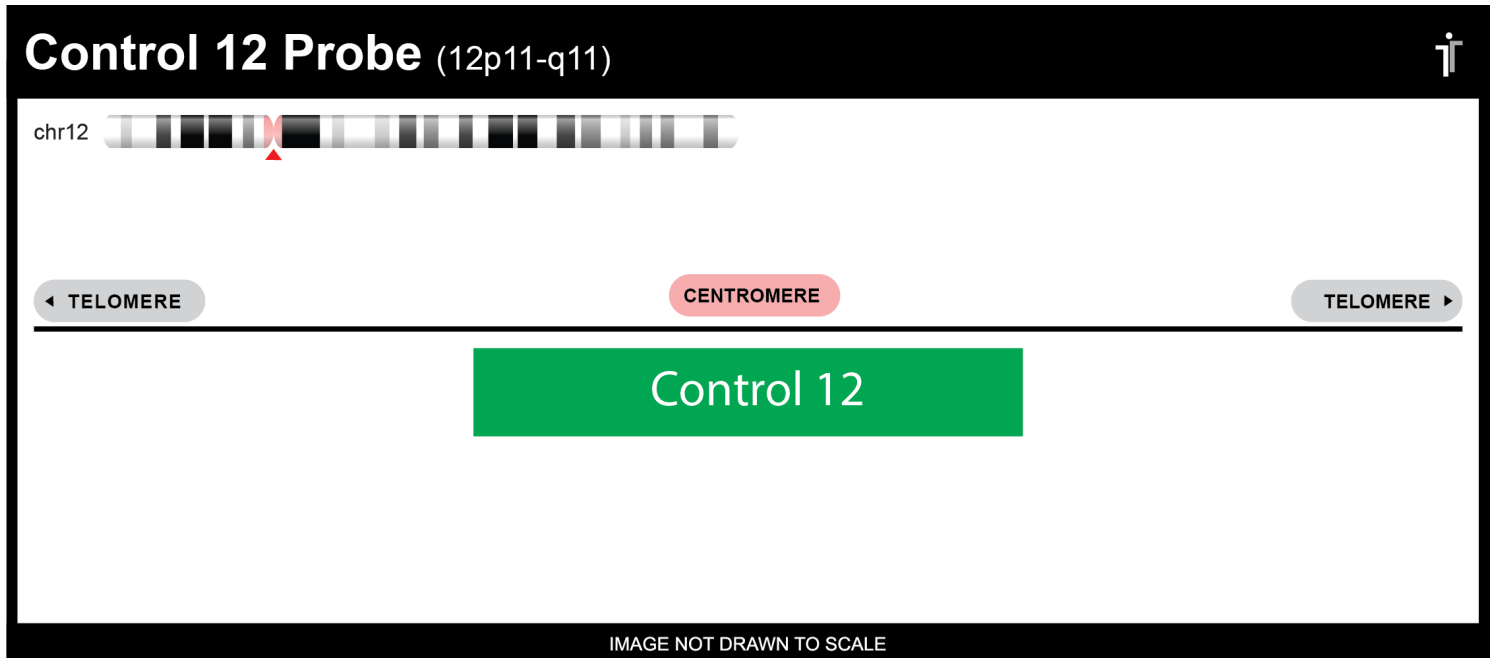 Control 12 Probe (12p11-q11)
chr12
TELOMERE
CENTROMERE
TELOMERE
Control 12
IMAGE NOT DRAWN TO SCALE